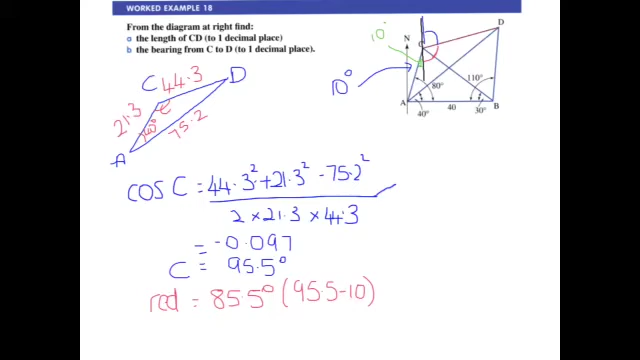 WORKED EXAMPLE 18
From the diagram at right find:
a the length of CD (to 1 decimal place)
b the bearing from C to D (to 1 decimal place).
N
10°
C
D
10°
80°
110°
A
40
30°
B
40°
C 44.3 D
21.3
C
40°
75.2
A
COS C = 44.3² + 21.3² - 75.2²
2 × 21.3 × 44.3
= -0.097
C = 95.5°
red = 85.5° (95.5-10)